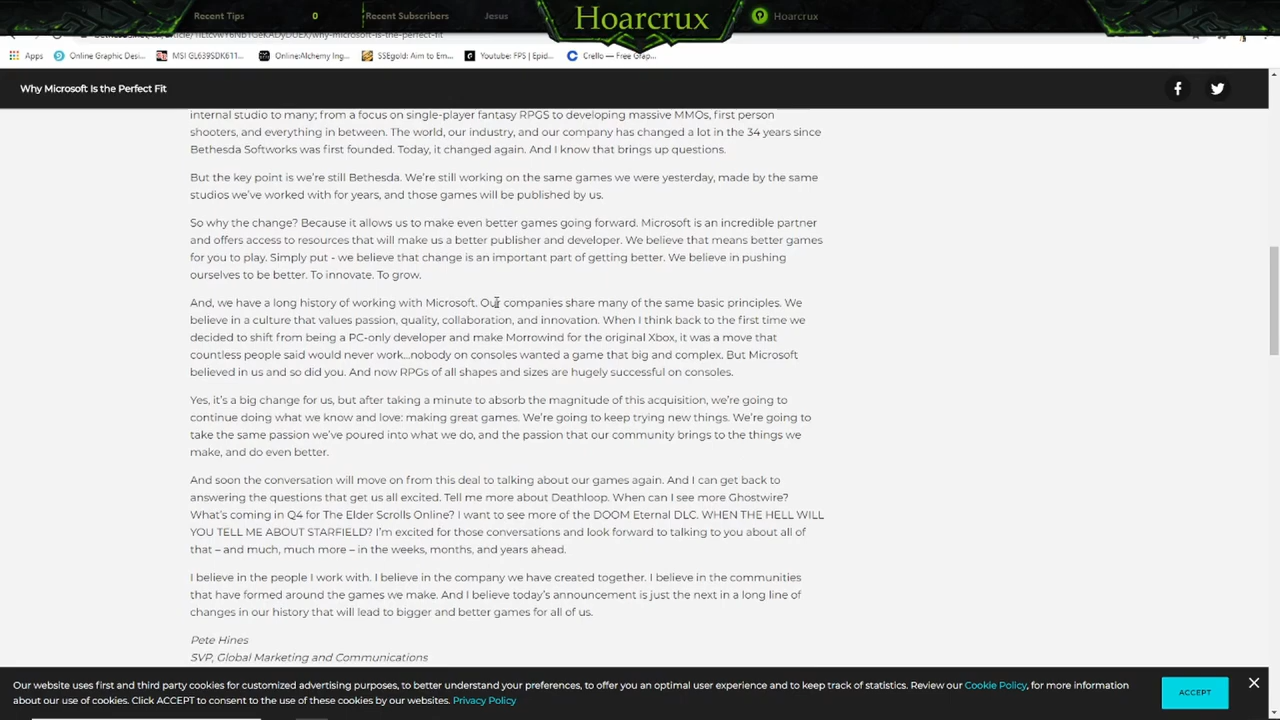 Recent Tips 0 Recent Subscribers Jesus Hoarcrux Hoarcrux
Apps Online Graphic Desi... MSI GL639SDK611... Online:Alchemy Ing... SSEgold: Aim to Em... Youtube: FPS | Epid... Crello — Free Grap...
Why Microsoft Is the Perfect Fit
internal studio to many; from a focus on single-player fantasy RPGS to developing massive MMOs, first person
shooters, and everything in between. The world, our industry, and our company has changed a lot in the 34 years since
Bethesda Softworks was first founded. Today, it changed again. And I know that brings up questions.
But the key point is we're still Bethesda. We're still working on the same games we were yesterday, made by the same
studios we've worked with for years, and those games will be published by us.
So why the change? Because it allows us to make even better games going forward. Microsoft is an incredible partner
and offers access to resources that will make us a better publisher and developer. We believe that means better games
for you to play. Simply put - we believe that change is an important part of getting better. We believe in pushing
ourselves to be better. To innovate. To grow.
And, we have a long history of working with Microsoft. Our companies share many of the same basic principles. We
believe in a culture that values passion, quality, collaboration, and innovation. When I think back to the first time we
decided to shift from being a PC-only developer and make Morrowind for the original Xbox, it was a move that
countless people said would never work...nobody on consoles wanted a game that big and complex. But Microsoft
believed in us and so did you. And now RPGs of all shapes and sizes are hugely successful on consoles.
Yes, it's a big change for us, but after taking a minute to absorb the magnitude of this acquisition, we're going to
continue doing what we know and love: making great games. We're going to keep trying new things. We're going to
take the same passion we've poured into what we do, and the passion that our community brings to the things we
make, and do even better.
And soon the conversation will move on from this deal to talking about our games again. And I can get back to
answering the questions that get us all excited. Tell me more about Deathloop. When can I see more Ghostwire?
What's coming in Q4 for The Elder Scrolls Online? I want to see more of the DOOM Eternal DLC. WHEN THE HELL WILL
YOU TELL ME ABOUT STARFIELD? I'm excited for those conversations and look forward to talking to you about all of
that – and much, much more – in the weeks, months, and years ahead.
I believe in the people I work with. I believe in the company we have created together. I believe in the communities
that have formed around the games we make. And I believe today's announcement is just the next in a long line of
changes in our history that will lead to bigger and better games for all of us.
Pete Hines
SVP, Global Marketing and Communications
Our website uses first and third party cookies for customized advertising purposes, to better understand your preferences, to offer you an optimal user experience and to keep track of statistics. Review our Cookie Policy, for more information
about our use of cookies. Click ACCEPT to consent to the use of these cookies by our websites. Privacy Policy
ACCEPT